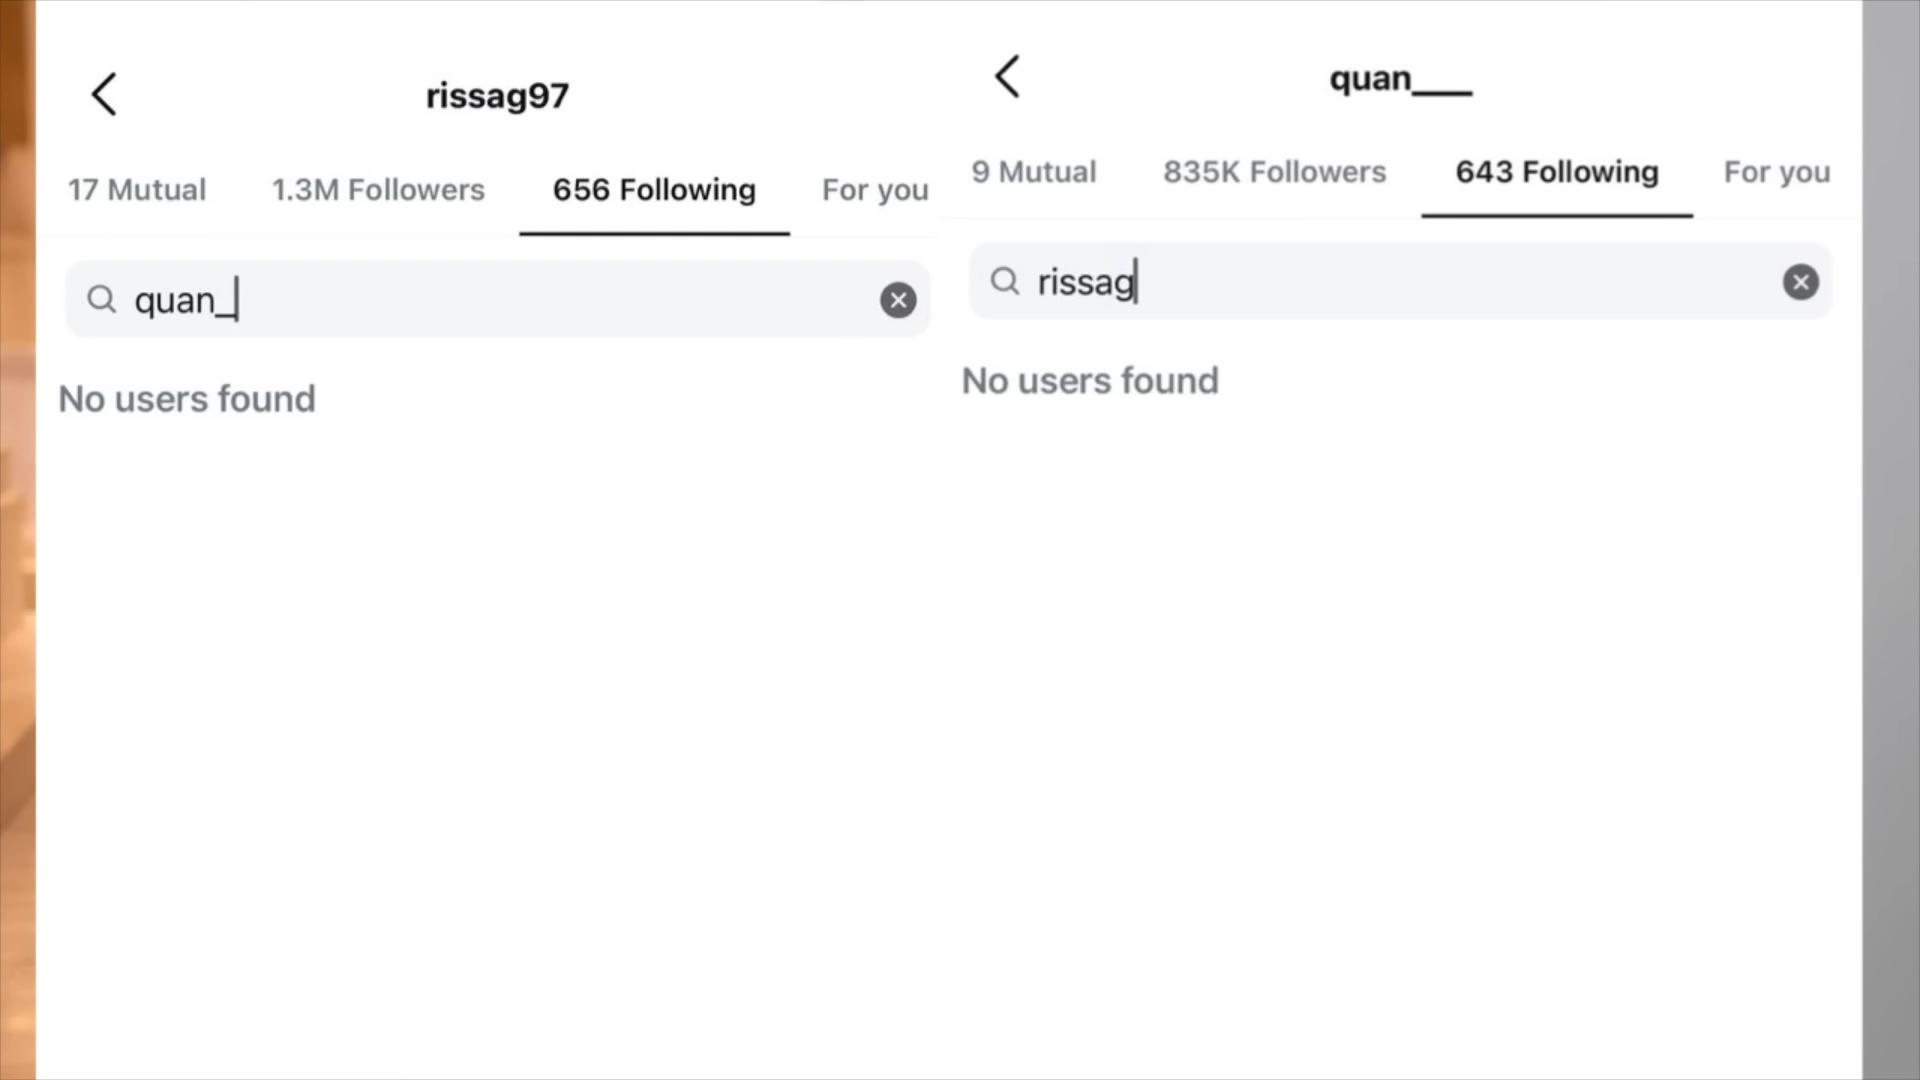 rissag97
17 Mutual 1.3M Followers 656 Following For you
quan_
No users found
quan___
9 Mutual 835K Followers 643 Following For you
rissag
No users found